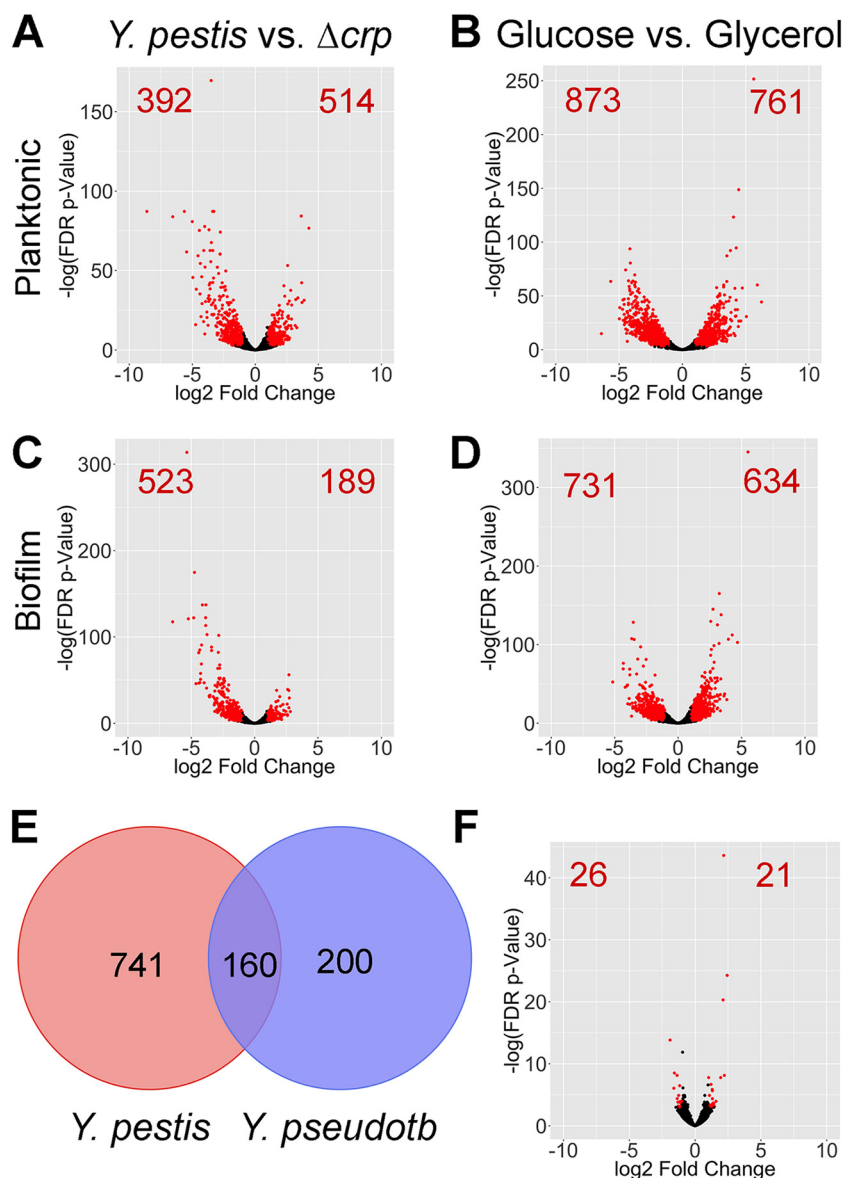 A Y. pestis vs. Δcrp
Planktonic
-log(FDR p-Value)
392 514
150
100
50
0
-10 -5 0 5 10
log2 Fold Change
B Glucose vs. Glycerol
-log(FDR p-Value)
873 761
250
200
150
100
50
0
-10 -5 0 5 10
log2 Fold Change
C
Biofilm
-log(FDR p-Value)
523 189
300
200
100
0
-10 -5 0 5 10
log2 Fold Change
D
-log(FDR p-Value)
731 634
300
200
100
0
-10 -5 0 5 10
log2 Fold Change
E
741 160 200
Y. pestis Y. pseudotb
F
-log(FDR p-Value)
26 21
40
30
20
10
0
-10 -5 0 5 10
log2 Fold Change